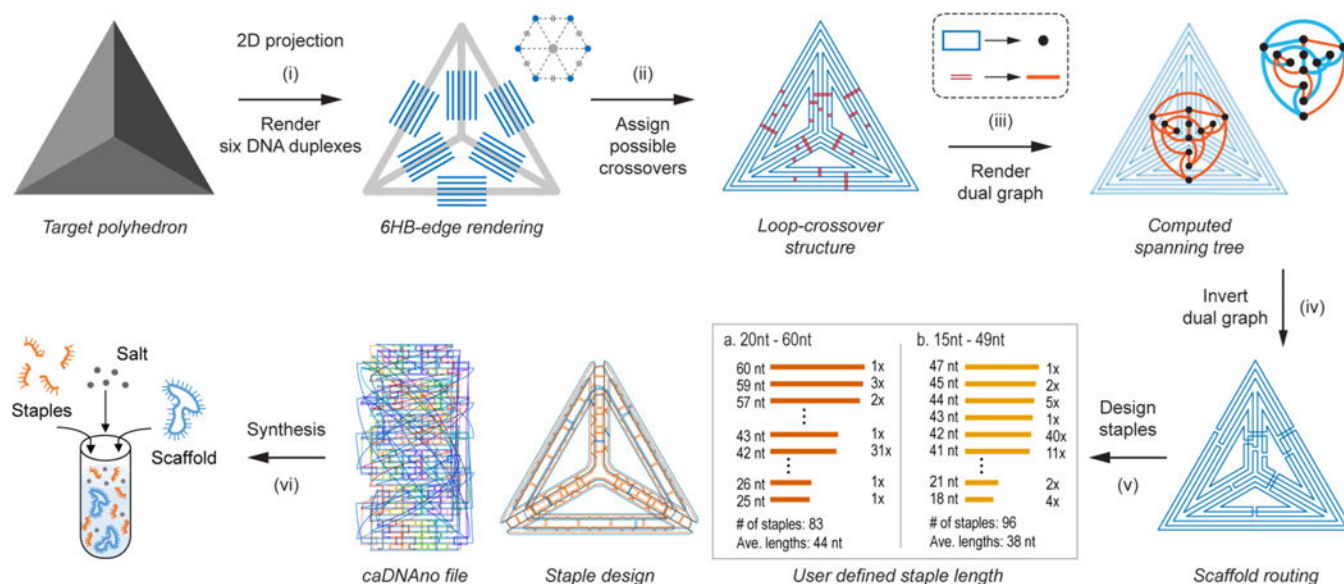 2D projection
(i)
Render
six DNA duplexes
(ii)
Assign
possible
crossovers
(iii)
Render
dual graph
Target polyhedron
6HB-edge rendering
Loop-crossover
structure
Computed
spanning tree
Invert
dual graph
(iv)
Salt
Staples
Scaffold
Synthesis
(vi)
a. 20nt - 60nt
60 nt 1x
59 nt 3x
57 nt 2x
43 nt 1x
42 nt 31x
26 nt 1x
25 nt 1x
# of staples: 83
Ave. lengths: 44 nt
b. 15nt - 49nt
47 nt 1x
45 nt 2x
44 nt 5x
43 nt 1x
42 nt 40x
41 nt 11x
21 nt 2x
18 nt 4x
# of staples: 96
Ave. lengths: 38 nt
Design
staples
(v)
caDNAno file
Staple design
User defined staple length
Scaffold routing